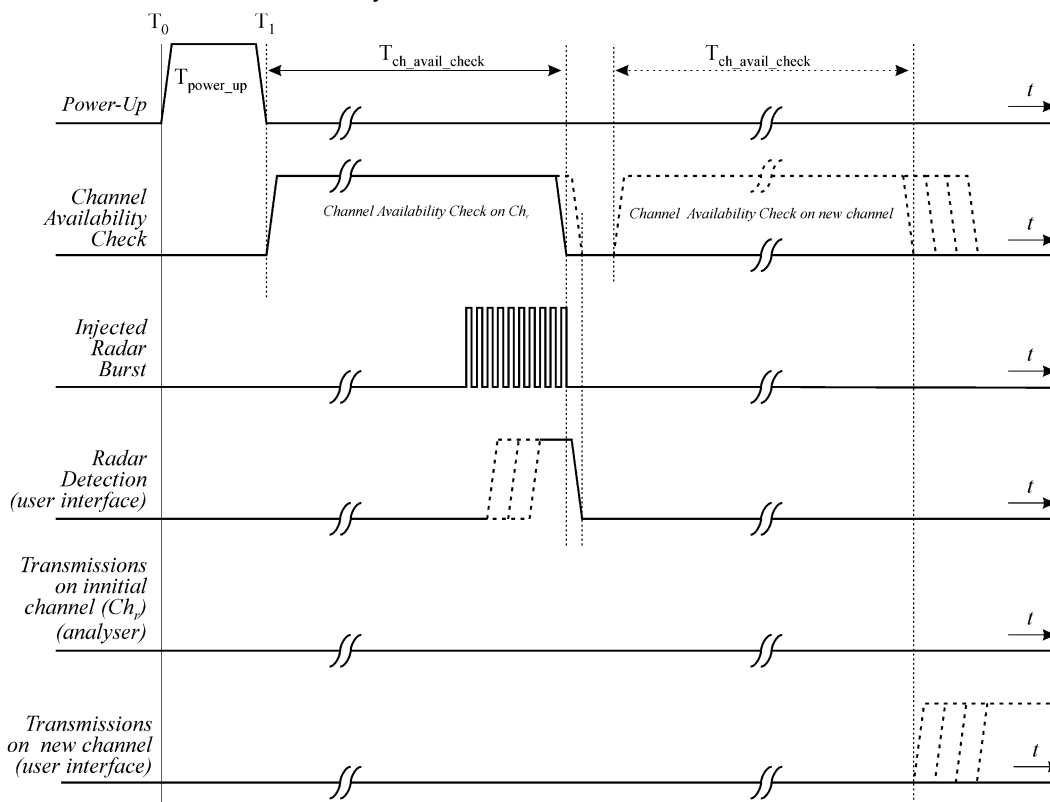 T0
T1
Tch_avail_check
Tch_avail_check
Tpower_up
Power-Up
t
Channel
Availability
Check
Channel Availability Check on Chr
Channel Availability Check on new channel
t
Injected
Radar
Burst
t
Radar
Detection
(user interface)
t
Transmissions
on innitial
channel (Chr)
(analyser)
t
Transmissions
on new channel
(user interface)
t